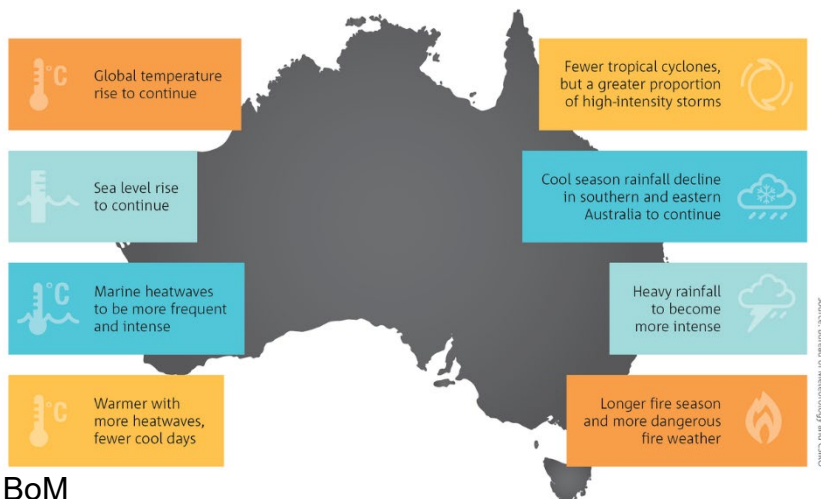 °C
Global temperature
rise to continue
Sea level rise
to continue
°C
Marine heatwaves
to be more frequent
and intense
°C
Warmer with
more heatwaves,
fewer cool days
Fewer tropical cyclones,
but a greater proportion
of high-intensity storms
Cool season rainfall decline
in southern and eastern
Australia to continue
Heavy rainfall
to become
more intense
Longer fire season
and more dangerous
fire weather
BoM